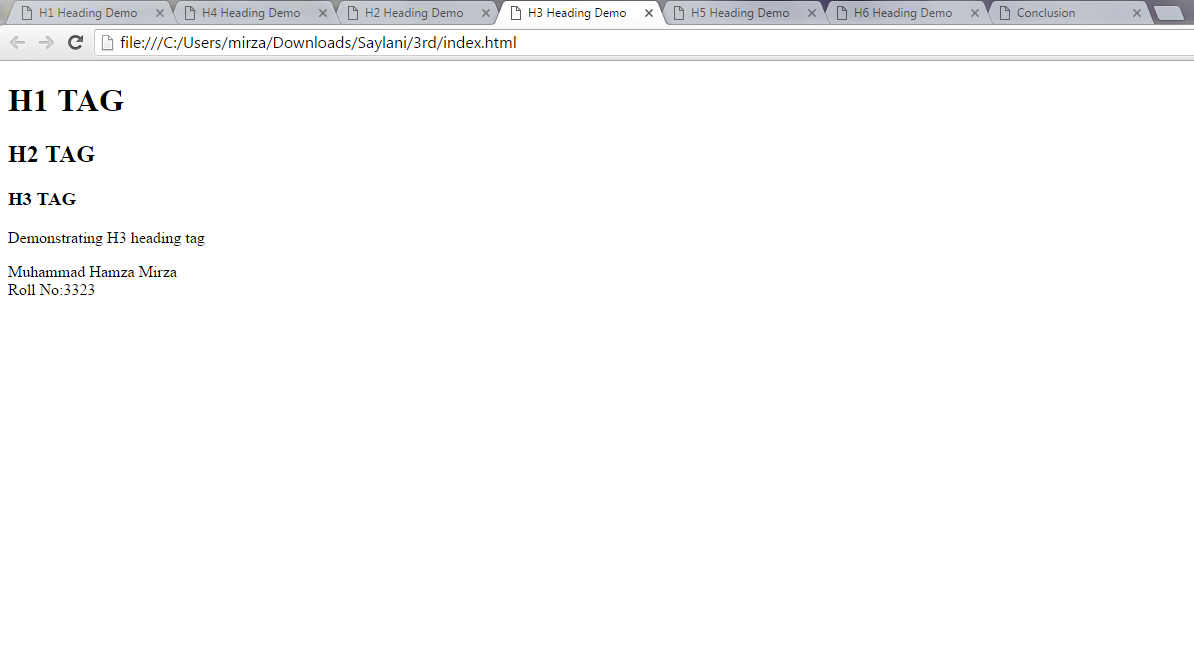 H1 Heading Demo
H4 Heading Demo
H2 Heading Demo
H3 Heading Demo
H5 Heading Demo
H6 Heading Demo
Conclusion
file:///C:/Users/mirza/Downloads/Saylani/3rd/index.html
H1 TAG
H2 TAG
H3 TAG
Demonstrating H3 heading tag
Muhammad Hamza Mirza
Roll No:3323